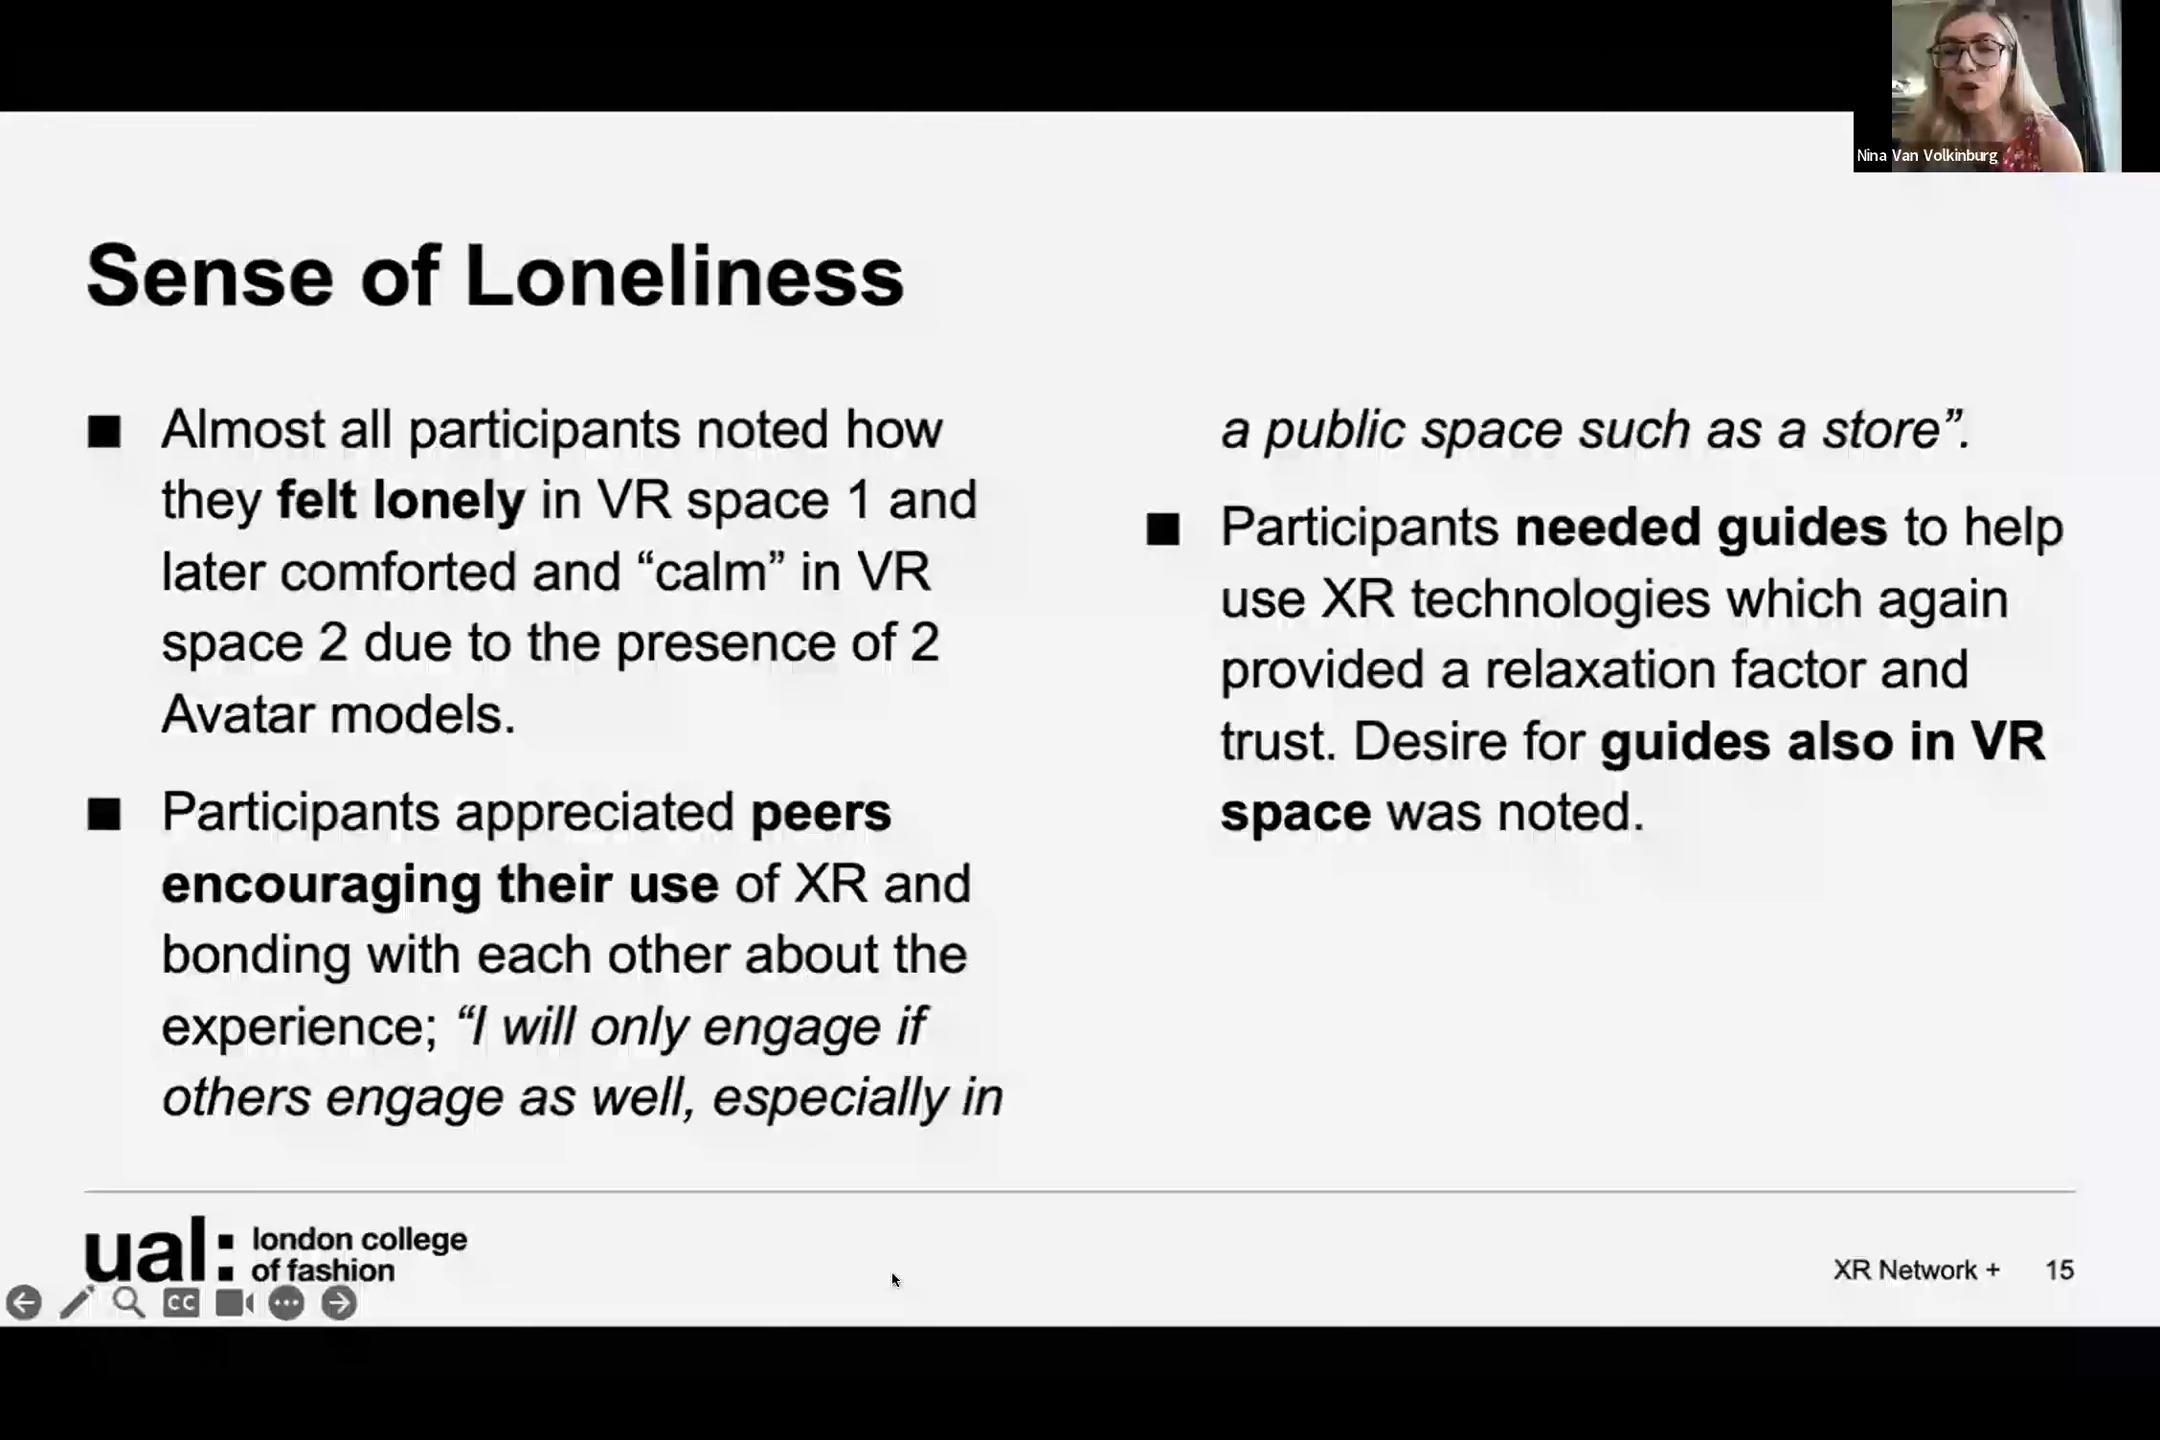 Nina Van Volkinburg
Sense of Loneliness
■ Almost all participants noted how
they felt lonely in VR space 1 and
later comforted and “calm” in VR
space 2 due to the presence of 2
Avatar models.
■ Participants appreciated peers
encouraging their use of XR and
bonding with each other about the
experience; “I will only engage if
others engage as well, especially in
a public space such as a store”.
■ Participants needed guides to help
use XR technologies which again
provided a relaxation factor and
trust. Desire for guides also in VR
space was noted.
ual: london college
of fashion
CC
XR Network + 15